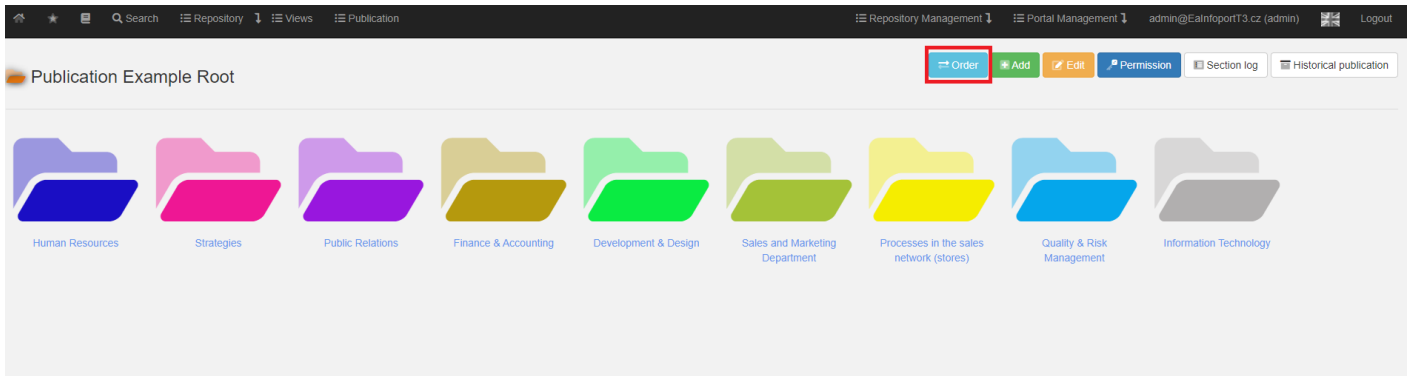 Search Repository Views Publication Repository Management Portal Management admin@EaInfoportT3.cz (admin) Logout
Publication Example Root
Order Add Edit Permission Section log Historical publication
Human Resources
Strategies
Public Relations
Finance & Accounting
Development & Design
Sales and Marketing
Department
Processes in the sales
network (stores)
Quality & Risk
Management
Information Technology